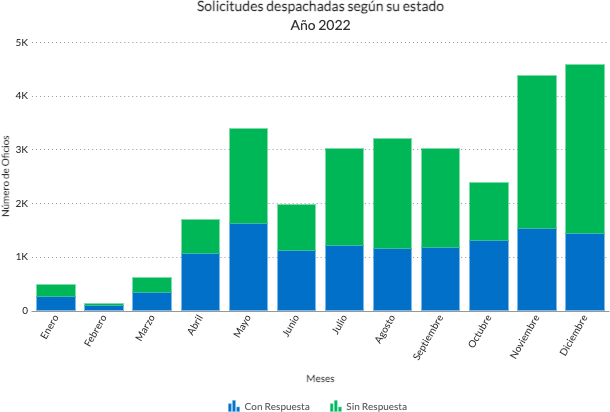 Solicitudes despachadas según su estado
Año 2022
5K
4K
3K
2K
1K
0
Número de Oficios
Enero
Febrero
Marzo
Abril
Mayo
Junio
Julio
Agosto
Septiembre
Octubre
Noviembre
Diciembre
Meses
Con Respuesta Sin Respuesta